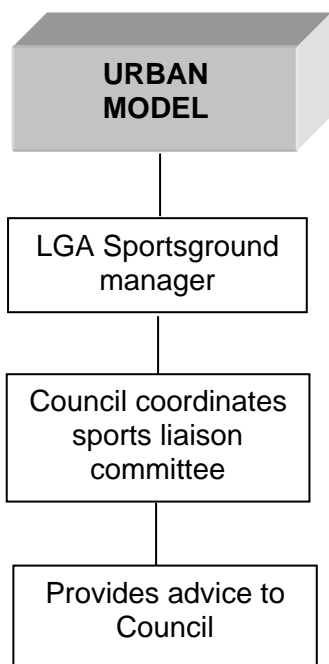 URBAN
MODEL
LGA Sportsground
manager
Council coordinates
sports liaison
committee
Provides advice to
Council